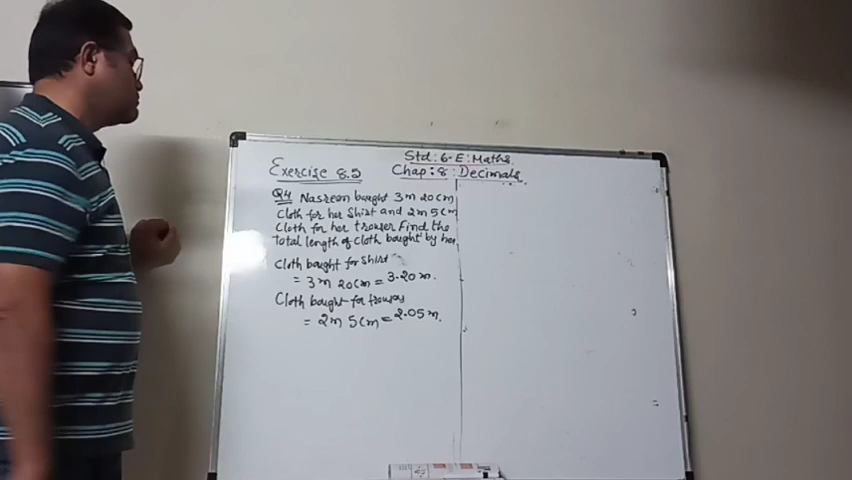 Std: 6-E: Maths.
Exercise 8.5 Chap: 8: Decimals
Q4 Nasreen bought 3m 20cm
Cloth for her Shirt and 2m 5cm
Cloth for her trouser Find the
total length of cloth bought by her
Cloth bought for shirt
= 3m 20cm = 3.20 m.
Cloth bought for trousers
= 2m 5cm = 2.05 m.